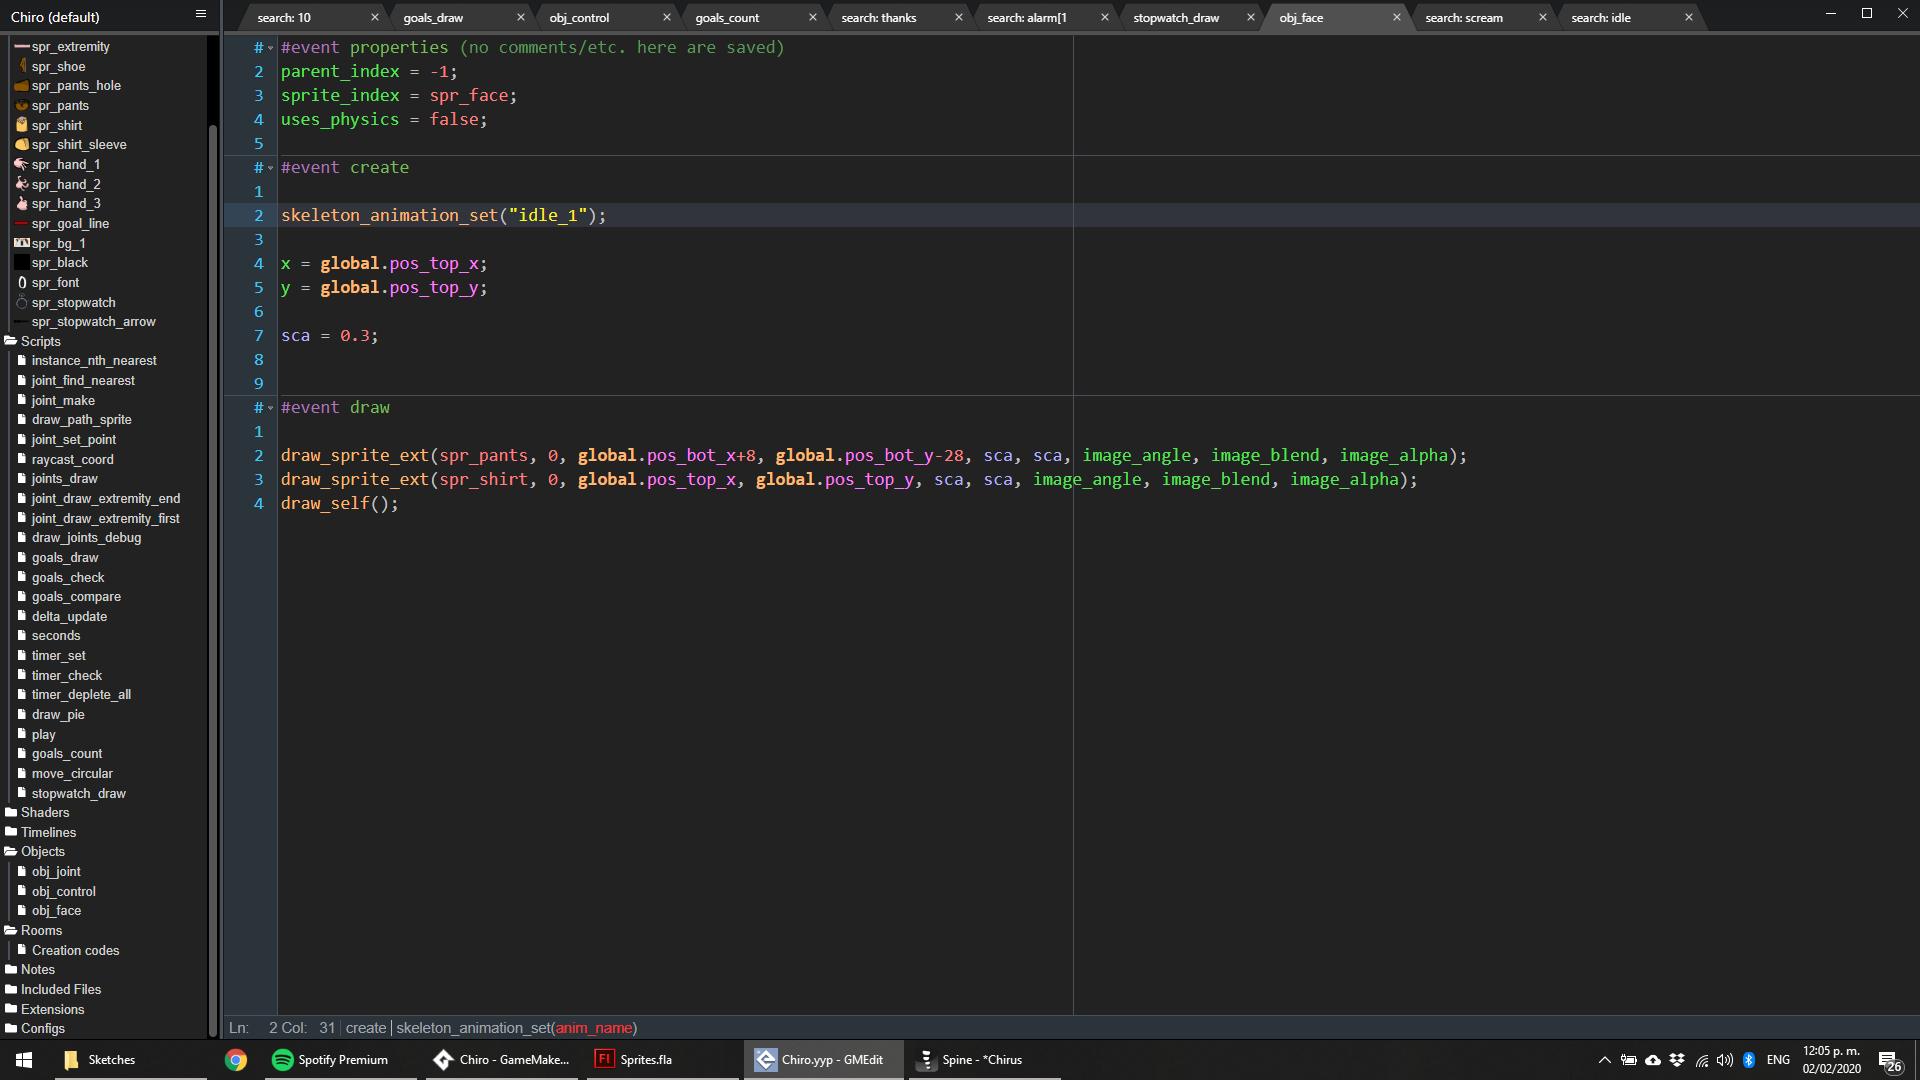 Chiro (default)
search: 10
goals_draw
obj_control
goals_count
search: thanks
search: alarm[1
stopwatch_draw
obj_face
search: scream
search: idle
spr_extremity
spr_shoe
spr_pants_hole
spr_pants
spr_shirt
spr_shirt_sleeve
spr_hand_1
spr_hand_2
spr_hand_3
spr_goal_line
spr_bg_1
spr_black
spr_font
spr_stopwatch
spr_stopwatch_arrow
Scripts
instance_nth_nearest
joint_find_nearest
joint_make
draw_path_sprite
joint_set_point
raycast_coord
joints_draw
joint_draw_extremity_end
joint_draw_extremity_first
draw_joints_debug
goals_draw
goals_check
goals_compare
delta_update
seconds
timer_set
timer_check
timer_deplete_all
draw_pie
play
goals_count
move_circular
stopwatch_draw
Shaders
Timelines
Objects
obj_joint
obj_control
obj_face
Rooms
Creation codes
Notes
Included Files
Extensions
Configs
# #event properties (no comments/etc. here are saved)
2 parent_index = -1;
3 sprite_index = spr_face;
4 uses_physics = false;
5
# #event create
1
2 skeleton_animation_set("idle_1");
3
4 x = global.pos_top_x;
5 y = global.pos_top_y;
6
7 sca = 0.3;
8
9
# #event draw
1
2 draw_sprite_ext(spr_pants, 0, global.pos_bot_x+8, global.pos_bot_y-28, sca, sca, image_angle, image_blend, image_alpha);
3 draw_sprite_ext(spr_shirt, 0, global.pos_top_x, global.pos_top_y, sca, sca, image_angle, image_blend, image_alpha);
4 draw_self();
Ln: 2 Col: 31 create skeleton_animation_set(anim_name)
Sketches
Spotify Premium
Chiro - GameMake...
Fl
Sprites.fla
Chiro.yyp - GMEdit
Spine - *Chirus
ENG
12:05 p. m.
02/02/2020
26